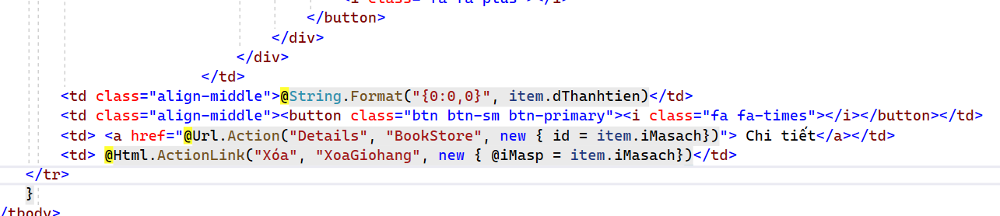 <i class="fa fa-plus"></i>
</button>
</div>
</div>
</td>
<td class="align-middle">@String.Format("{0:0,0}", item.dThanhtien)</td>
<td class="align-middle"><button class="btn btn-sm btn-primary"><i class="fa fa-times"></i></button></td>
<td> <a href="@Url.Action("Details", "BookStore", new { id = item.iMasach})"> Chi tiết</a></td>
<td> @Html.ActionLink("Xóa", "XoaGiohang", new { @iMasp = item.iMasach})</td>
</tr>
}
/tbody>